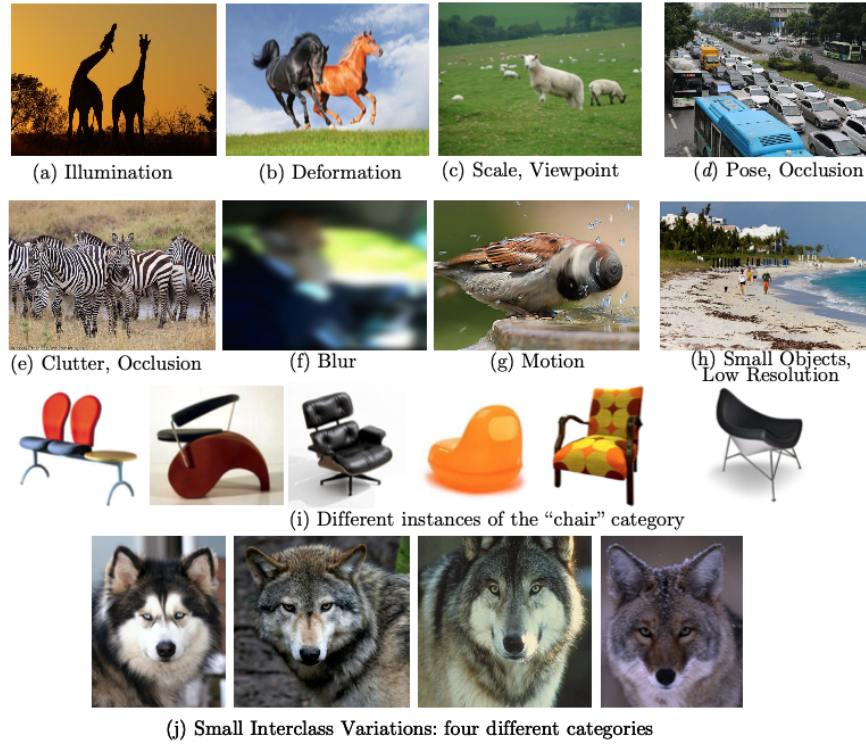 (a) Illumination
(b) Deformation
(c) Scale, Viewpoint
(d) Pose, Occlusion
(e) Clutter, Occlusion
(f) Blur
(g) Motion
(h) Small Objects,
Low Resolution
(i) Different instances of the “chair” category
(j) Small Interclass Variations: four different categories